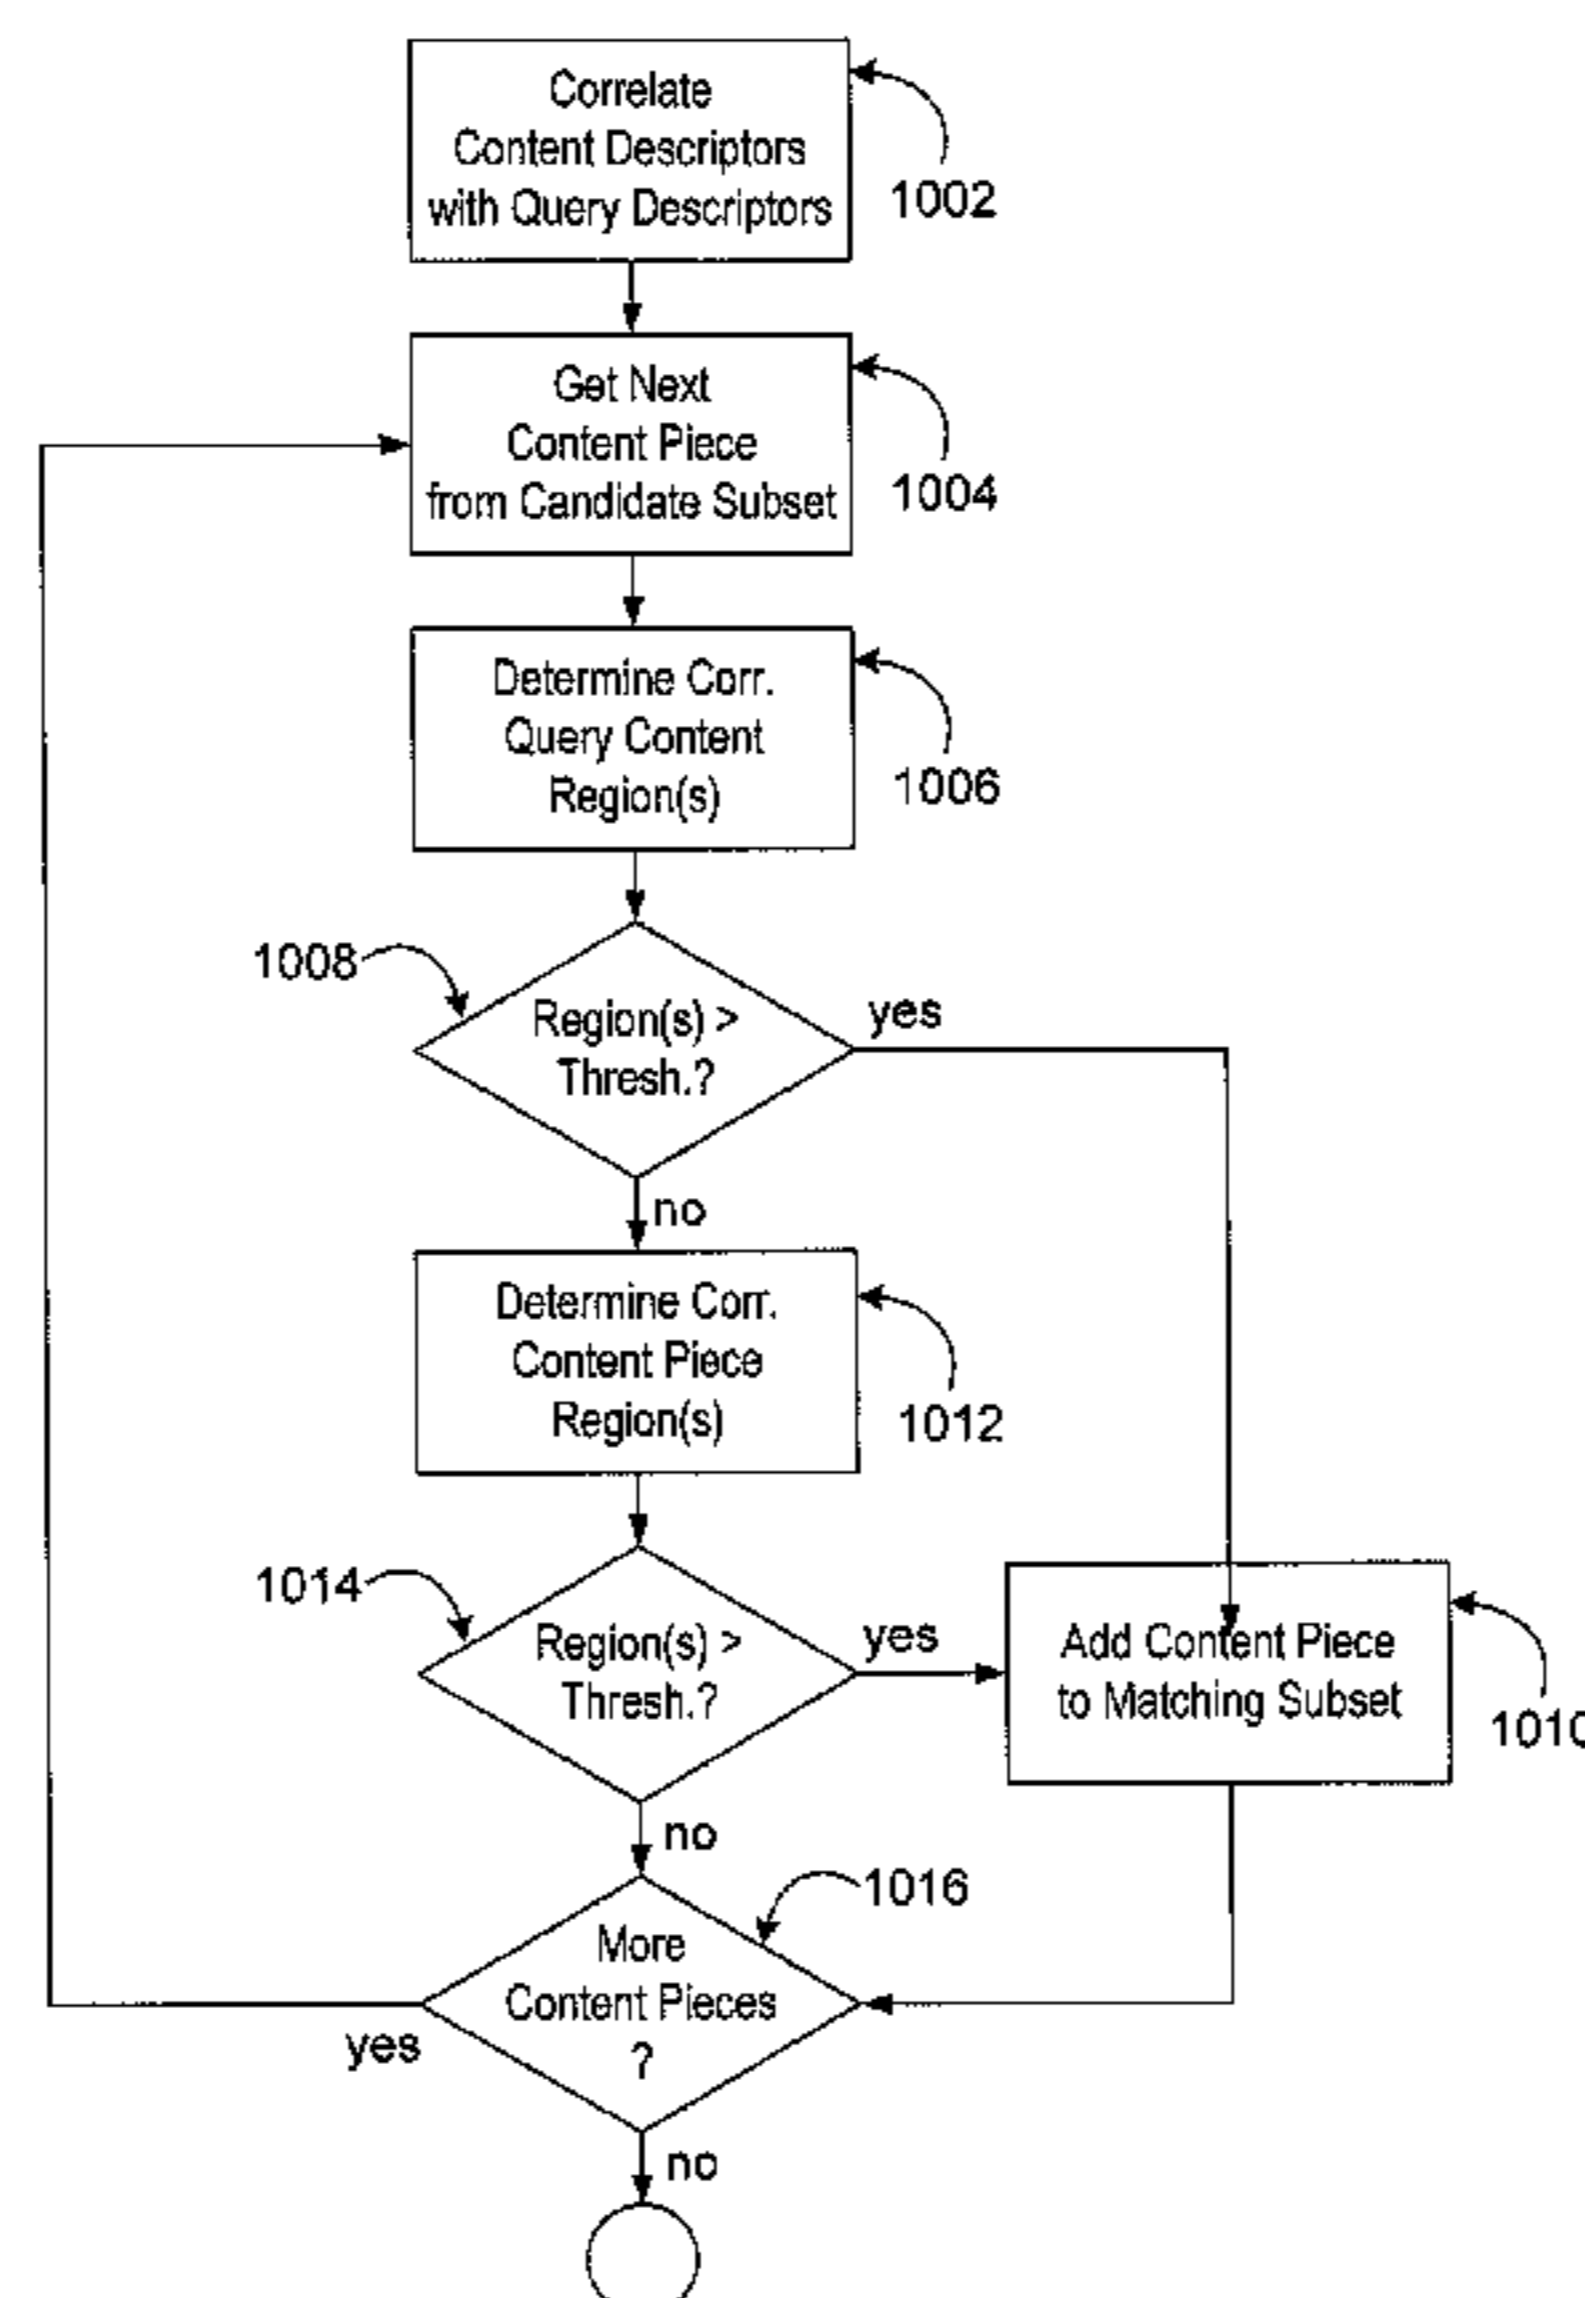 Correlate
Content Descriptors
with Query Descriptors
1002
Get Next
Content Piece
from Candidate Subset
1004
Determine Corr.
Query Content
Region(s)
1006
1008
Region(s) >
Thresh.?
yes
no
Determine Corr.
Content Piece
Region(s)
1012
1014
Region(s) >
Thresh.?
yes
Add Content Piece
to Matching Subset
1010
no
1016
More
Content Pieces
?
yes
no